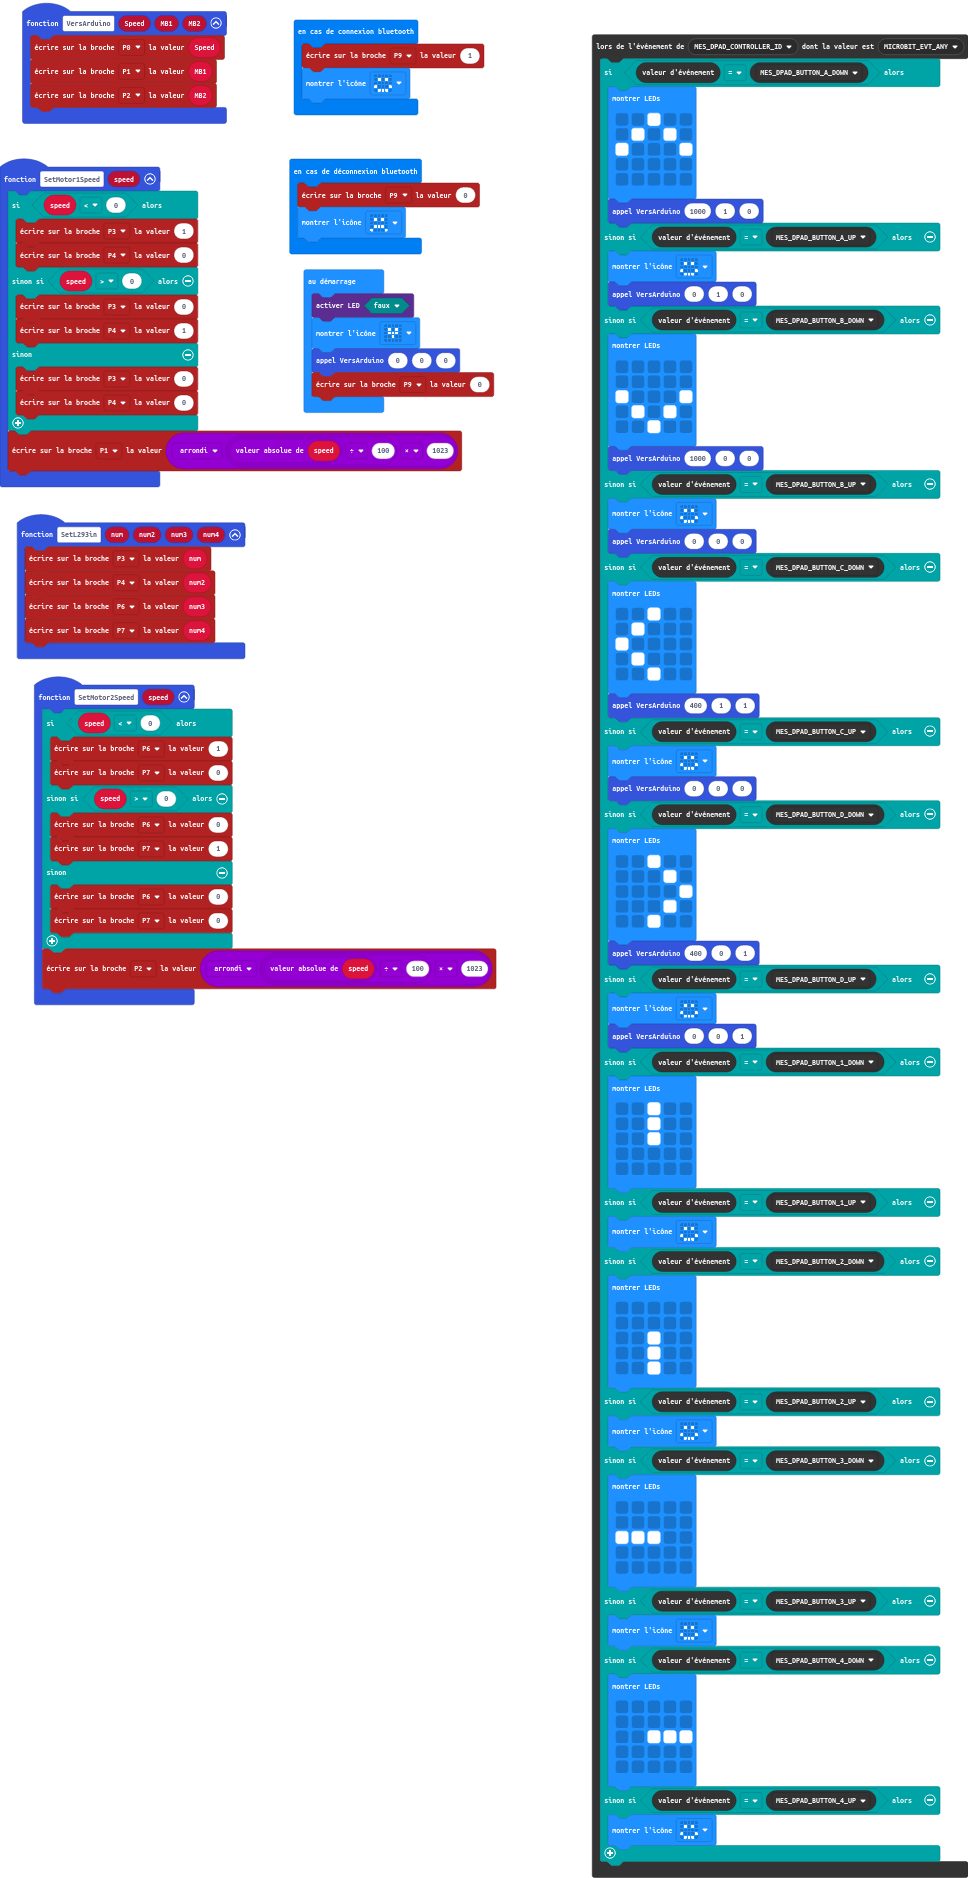 fonction VersArduino Speed MB1 MB2
écrire sur la broche P0 la valeur Speed
écrire sur la broche P1 la valeur MB1
écrire sur la broche P2 la valeur MB2
fonction SetMotor1Speed speed
si speed < 0 alors
écrire sur la broche P3 la valeur 1
écrire sur la broche P4 la valeur 0
sinon si speed > 0 alors
écrire sur la broche P3 la valeur 0
écrire sur la broche P4 la valeur 1
sinon
écrire sur la broche P3 la valeur 0
écrire sur la broche P4 la valeur 0
écrire sur la broche P1 la valeur arrondi valeur absolue de speed ÷ 100 × 1023
fonction SetL293in num num2 num3 num4
écrire sur la broche P3 la valeur num
écrire sur la broche P4 la valeur num2
écrire sur la broche P6 la valeur num3
écrire sur la broche P7 la valeur num4
fonction SetMotor2Speed speed
si speed < 0 alors
écrire sur la broche P6 la valeur 1
écrire sur la broche P7 la valeur 0
sinon si speed > 0 alors
écrire sur la broche P6 la valeur 0
écrire sur la broche P7 la valeur 1
sinon
écrire sur la broche P6 la valeur 0
écrire sur la broche P7 la valeur 0
écrire sur la broche P2 la valeur arrondi valeur absolue de speed ÷ 100 × 1023
en cas de connexion bluetooth
écrire sur la broche P9 la valeur 1
montrer l'icône
en cas de déconnexion bluetooth
écrire sur la broche P9 la valeur 0
montrer l'icône
au démarrage
activer LED faux
montrer l'icône
appel VersArduino 0 0 0
écrire sur la broche P9 la valeur 0
lors de l'événement de MES_DPAD_CONTROLLER_ID dont la valeur est MICROBIT_EVT_ANY
si valeur d'événement = MES_DPAD_BUTTON_A_DOWN alors
montrer LEDs
appel VersArduino 1000 1 0
sinon si valeur d'événement = MES_DPAD_BUTTON_A_UP alors
montrer l'icône
appel VersArduino 0 1 0
sinon si valeur d'événement = MES_DPAD_BUTTON_B_DOWN alors
montrer LEDs
appel VersArduino 1000 0 0
sinon si valeur d'événement = MES_DPAD_BUTTON_B_UP alors
montrer l'icône
appel VersArduino 0 0 0
sinon si valeur d'événement = MES_DPAD_BUTTON_C_DOWN alors
montrer LEDs
appel VersArduino 400 1 1
sinon si valeur d'événement = MES_DPAD_BUTTON_C_UP alors
montrer l'icône
appel VersArduino 0 0 0
sinon si valeur d'événement = MES_DPAD_BUTTON_D_DOWN alors
montrer LEDs
appel VersArduino 400 0 1
sinon si valeur d'événement = MES_DPAD_BUTTON_D_UP alors
montrer l'icône
appel VersArduino 0 0 1
sinon si valeur d'événement = MES_DPAD_BUTTON_1_DOWN alors
montrer LEDs
sinon si valeur d'événement = MES_DPAD_BUTTON_1_UP alors
montrer l'icône
sinon si valeur d'événement = MES_DPAD_BUTTON_2_DOWN alors
montrer LEDs
sinon si valeur d'événement = MES_DPAD_BUTTON_2_UP alors
montrer l'icône
sinon si valeur d'événement = MES_DPAD_BUTTON_3_DOWN alors
montrer LEDs
sinon si valeur d'événement = MES_DPAD_BUTTON_3_UP alors
montrer l'icône
sinon si valeur d'événement = MES_DPAD_BUTTON_4_DOWN alors
montrer LEDs
sinon si valeur d'événement = MES_DPAD_BUTTON_4_UP alors
montrer l'icône